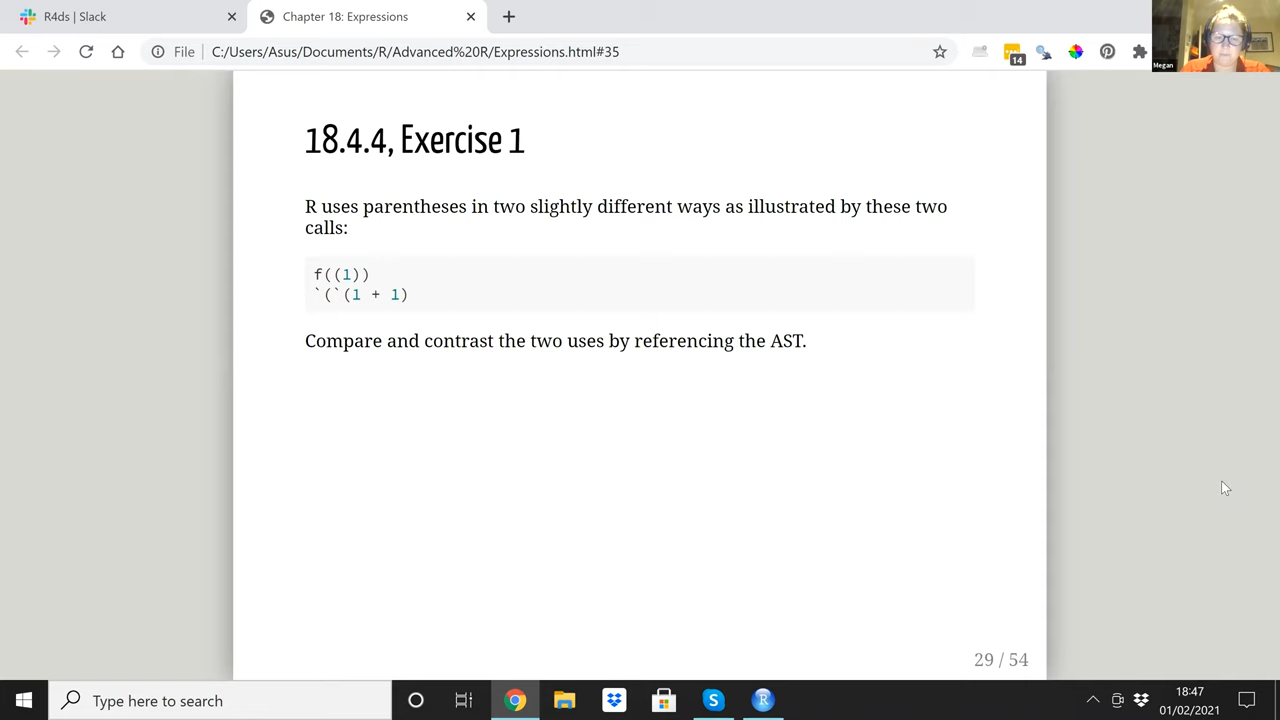 R4ds | Slack
Chapter 18: Expressions
File
C:/Users/Asus/Documents/R/Advanced%20R/Expressions.html#35
14
Megan
18.4.4, Exercise 1
R uses parentheses in two slightly different ways as illustrated by these two
calls:
f((1))
`(`(1 + 1)
Compare and contrast the two uses by referencing the AST.
29 / 54
Type here to search
18:47
01/02/2021